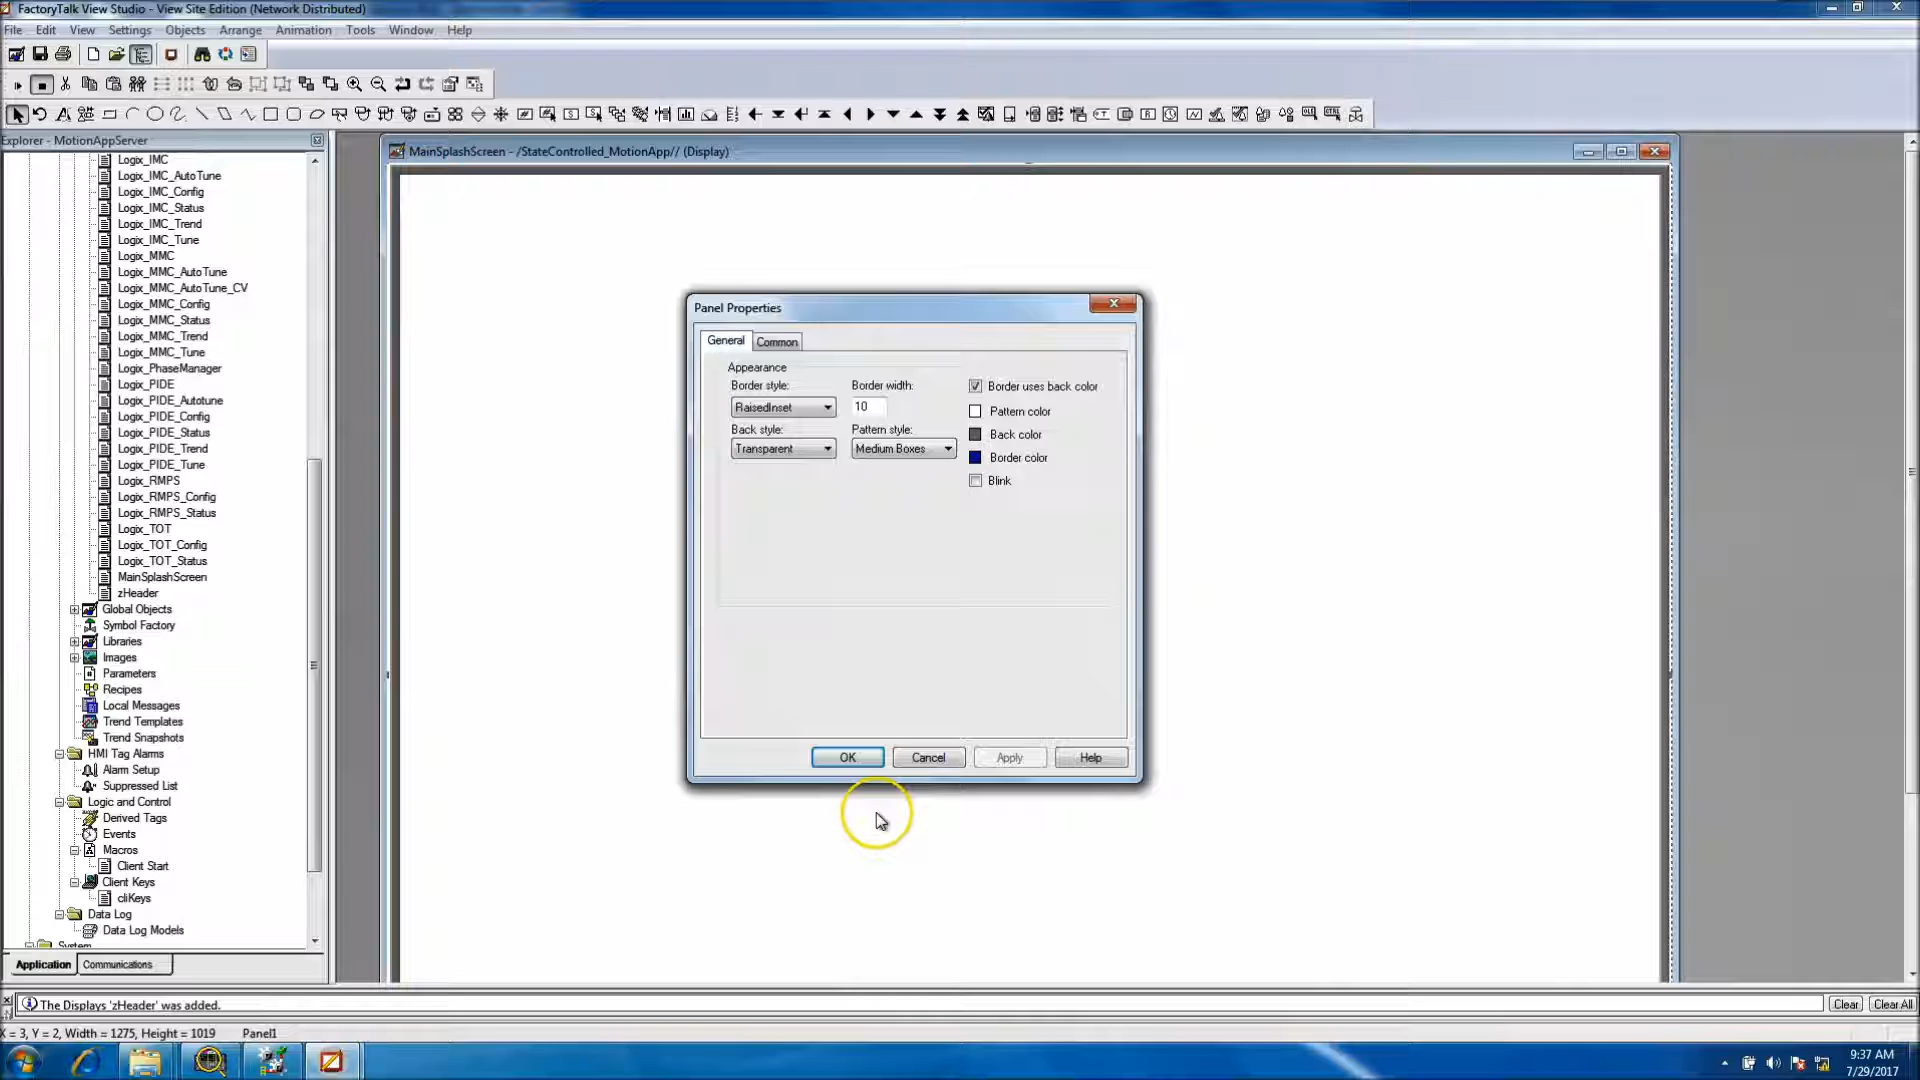 FactoryTalk View Studio - View Site Edition (Network Distributed)
File Edit View Settings Objects Arrange Animation Tools Window Help
Explorer - MotionAppServer
Logix_IMC
Logix_IMC_AutoTune
Logix_IMC_Config
Logix_IMC_Status
Logix_IMC_Trend
Logix_IMC_Tune
Logix_MMC
Logix_MMC_AutoTune
Logix_MMC_AutoTune_CV
Logix_MMC_Config
Logix_MMC_Status
Logix_MMC_Trend
Logix_MMC_Tune
Logix_PhaseManager
Logix_PIDE
Logix_PIDE_Autotune
Logix_PIDE_Config
Logix_PIDE_Status
Logix_PIDE_Trend
Logix_PIDE_Tune
Logix_RMPS
Logix_RMPS_Config
Logix_RMPS_Status
Logix_TOT
Logix_TOT_Config
Logix_TOT_Status
MainSplashScreen
zHeader
Global Objects
Symbol Factory
Libraries
Images
Parameters
Recipes
Local Messages
Trend Templates
Trend Snapshots
HMI Tag Alarms
Alarm Setup
Suppressed List
Logic and Control
Derived Tags
Events
Macros
Client Start
Client Keys
cliKeys
Data Log
Data Log Models
System
Application Communications
MainSplashScreen - /StateControlled_MotionApp// (Display)
Panel Properties
General Common
Appearance
Border style: Border width:
RaisedInset 10
Back style: Pattern style:
Transparent Medium Boxes
Border uses back color
Pattern color
Back color
Border color
Blink
OK Cancel Apply Help
The Displays 'zHeader' was added.
Clear Clear All
X = 3, Y = 2, Width = 1275, Height = 1019 Panel1
9:37 AM
7/29/2017